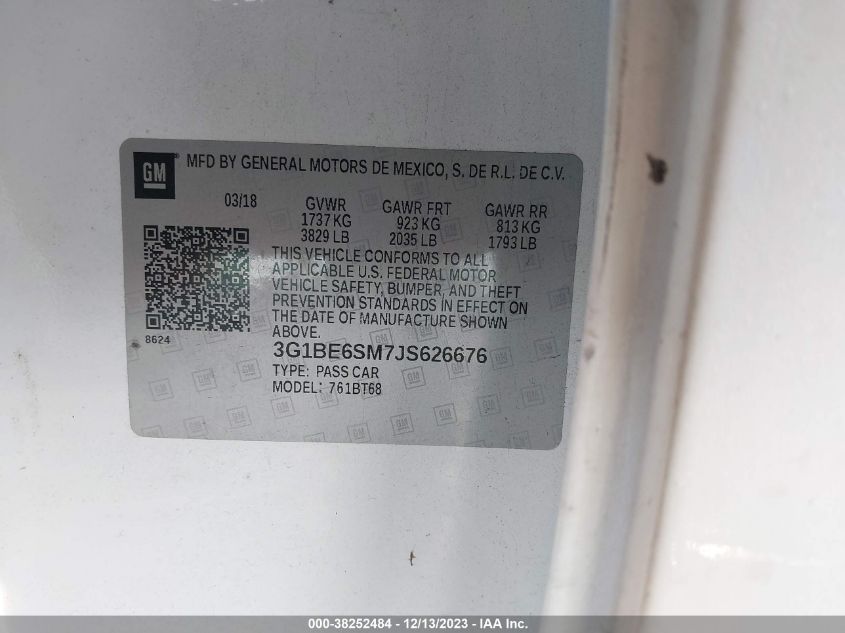 GM MFD BY GENERAL MOTORS DE MEXICO, S. DE R.L. DE C.V.
03/18 GVWR GAWR FRT GAWR RR
1737 KG 923 KG 813 KG
3829 LB 2035 LB 1793 LB
THIS VEHICLE CONFORMS TO ALL
APPLICABLE U.S. FEDERAL MOTOR
VEHICLE SAFETY, BUMPER, AND THEFT
PREVENTION STANDARDS IN EFFECT ON
THE DATE OF MANUFACTURE SHOWN
ABOVE.
8624
3G1BE6SM7JS626676
TYPE: PASS CAR
MODEL: 761BT68
000-38252484 - 12/13/2023 - IAA Inc.